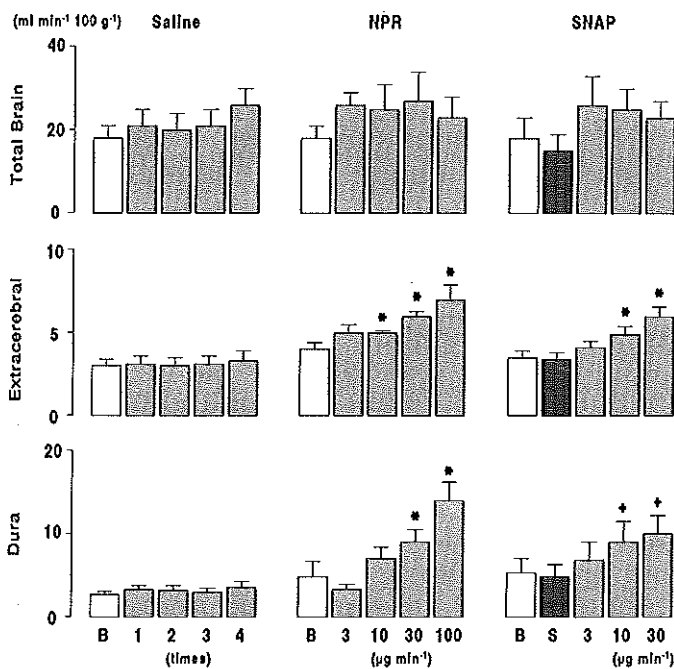 (ml min⁻¹ 100 g⁻¹) Saline NPR SNAP
Total Brain
40
20
0
Extracerebral
10
5
0
* * *
* *
Dura
20
10
0
* *
+ +
B 1 2 3 4 B 3 10 30 100 B S 3 10 30
(times) (µg min⁻¹) (µg min⁻¹)